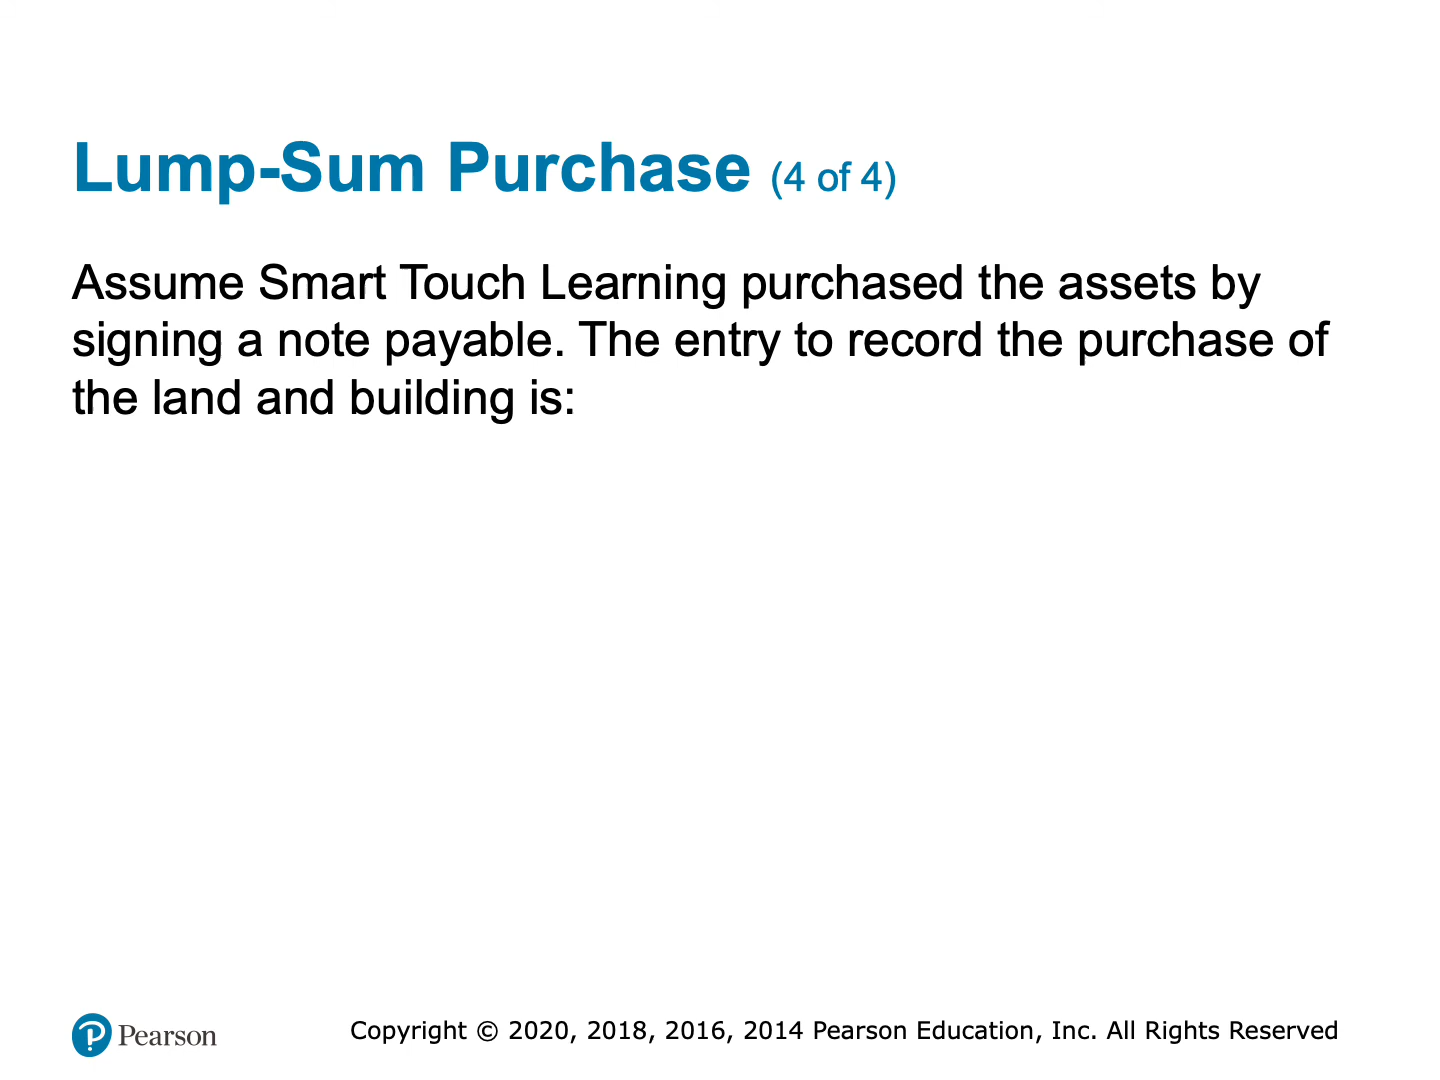 Lump-Sum Purchase (4 of 4)
Assume Smart Touch Learning purchased the assets by
signing a note payable. The entry to record the purchase of
the land and building is:
Pearson
Copyright © 2020, 2018, 2016, 2014 Pearson Education, Inc. All Rights Reserved